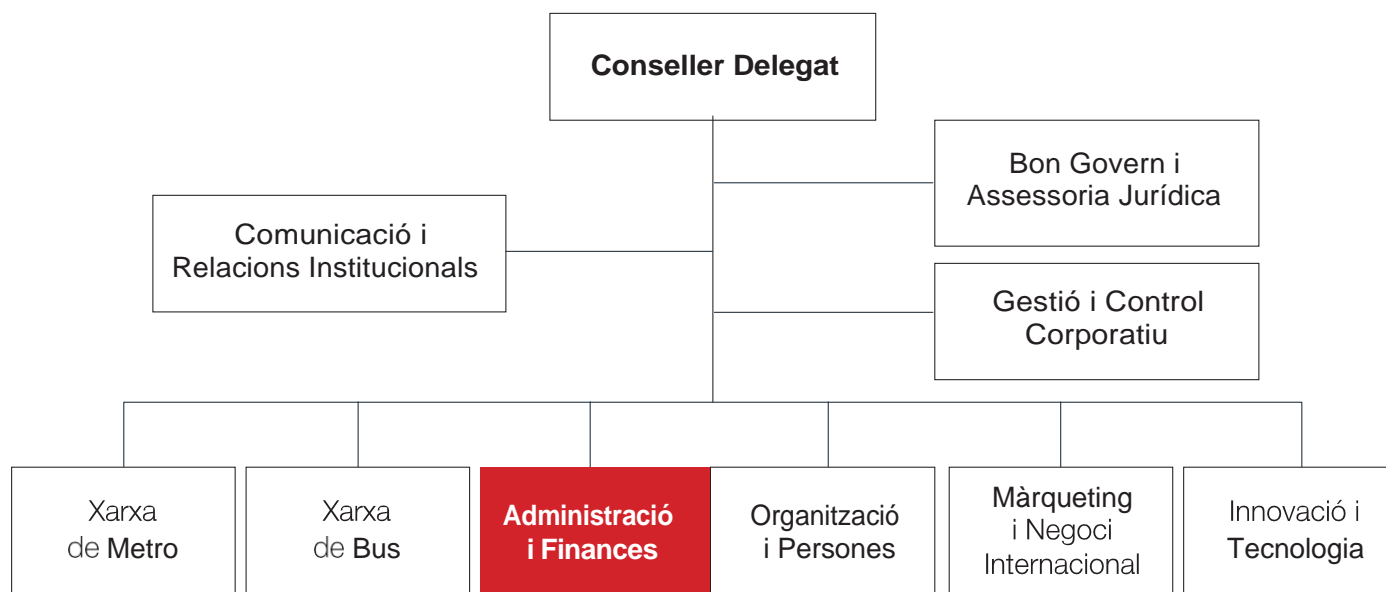 Conseller Delegat
Bon Govern i
Assessoria Jurídica
Comunicació i
Relacions Institucionals
Gestió i Control
Corporatiu
Xarxa
de Metro
Xarxa
de Bus
Administració
i Finances
Organització
i Persones
Màrqueting
i Negoci
Internacional
Innovació i
Tecnologia